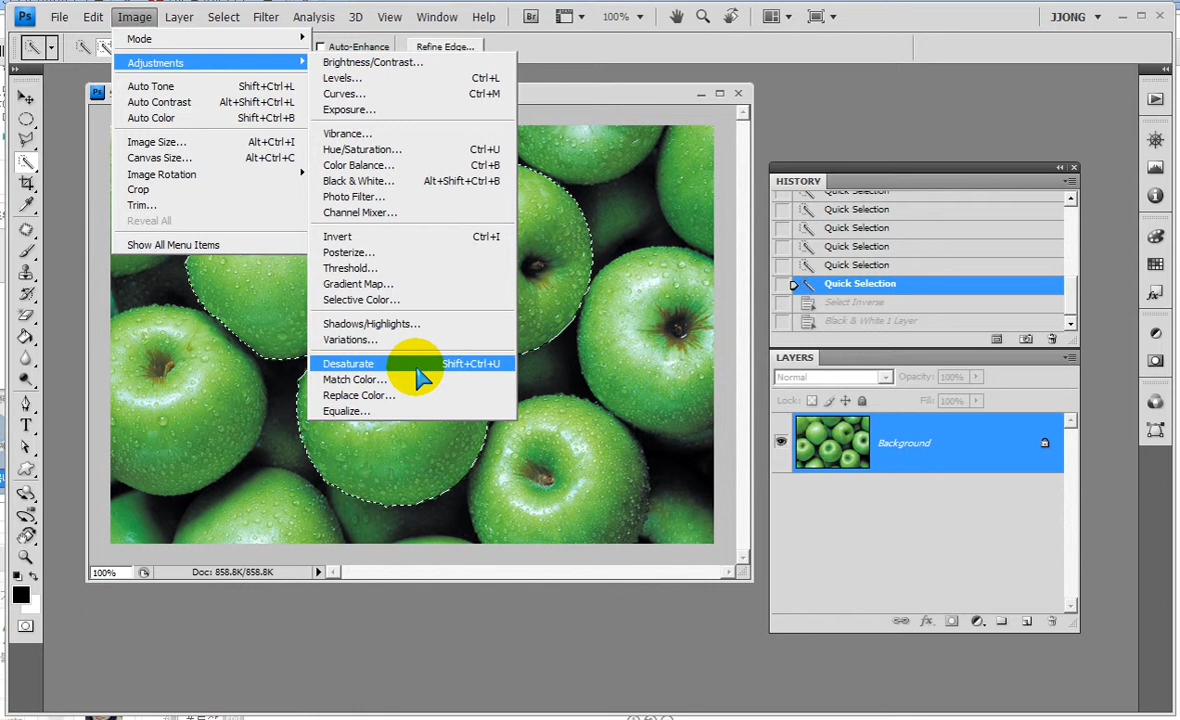 Ps File Edit Image Layer Select Filter Analysis 3D View Window Help Br 100% JJONG
Auto-Enhance Refine Edge...
Mode
Adjustments
Auto Tone Shift+Ctrl+L
Auto Contrast Alt+Shift+Ctrl+L
Auto Color Shift+Ctrl+B
Image Size... Alt+Ctrl+I
Canvas Size... Alt+Ctrl+C
Image Rotation
Crop
Trim...
Reveal All
Show All Menu Items
Brightness/Contrast...
Levels... Ctrl+L
Curves... Ctrl+M
Exposure...
Vibrance...
Hue/Saturation... Ctrl+U
Color Balance... Ctrl+B
Black & White... Alt+Shift+Ctrl+B
Photo Filter...
Channel Mixer...
Invert Ctrl+I
Posterize...
Threshold...
Gradient Map...
Selective Color...
Shadows/Highlights...
Variations...
Desaturate Shift+Ctrl+U
Match Color...
Replace Color...
Equalize...
Ps
100% Doc: 858.8K/858.8K
HISTORY
Quick Selection
Quick Selection
Quick Selection
Quick Selection
Quick Selection
Quick Selection
Select Inverse
Black & White 1 Layer
LAYERS
Normal Opacity: 100%
Lock: Fill: 100%
Background